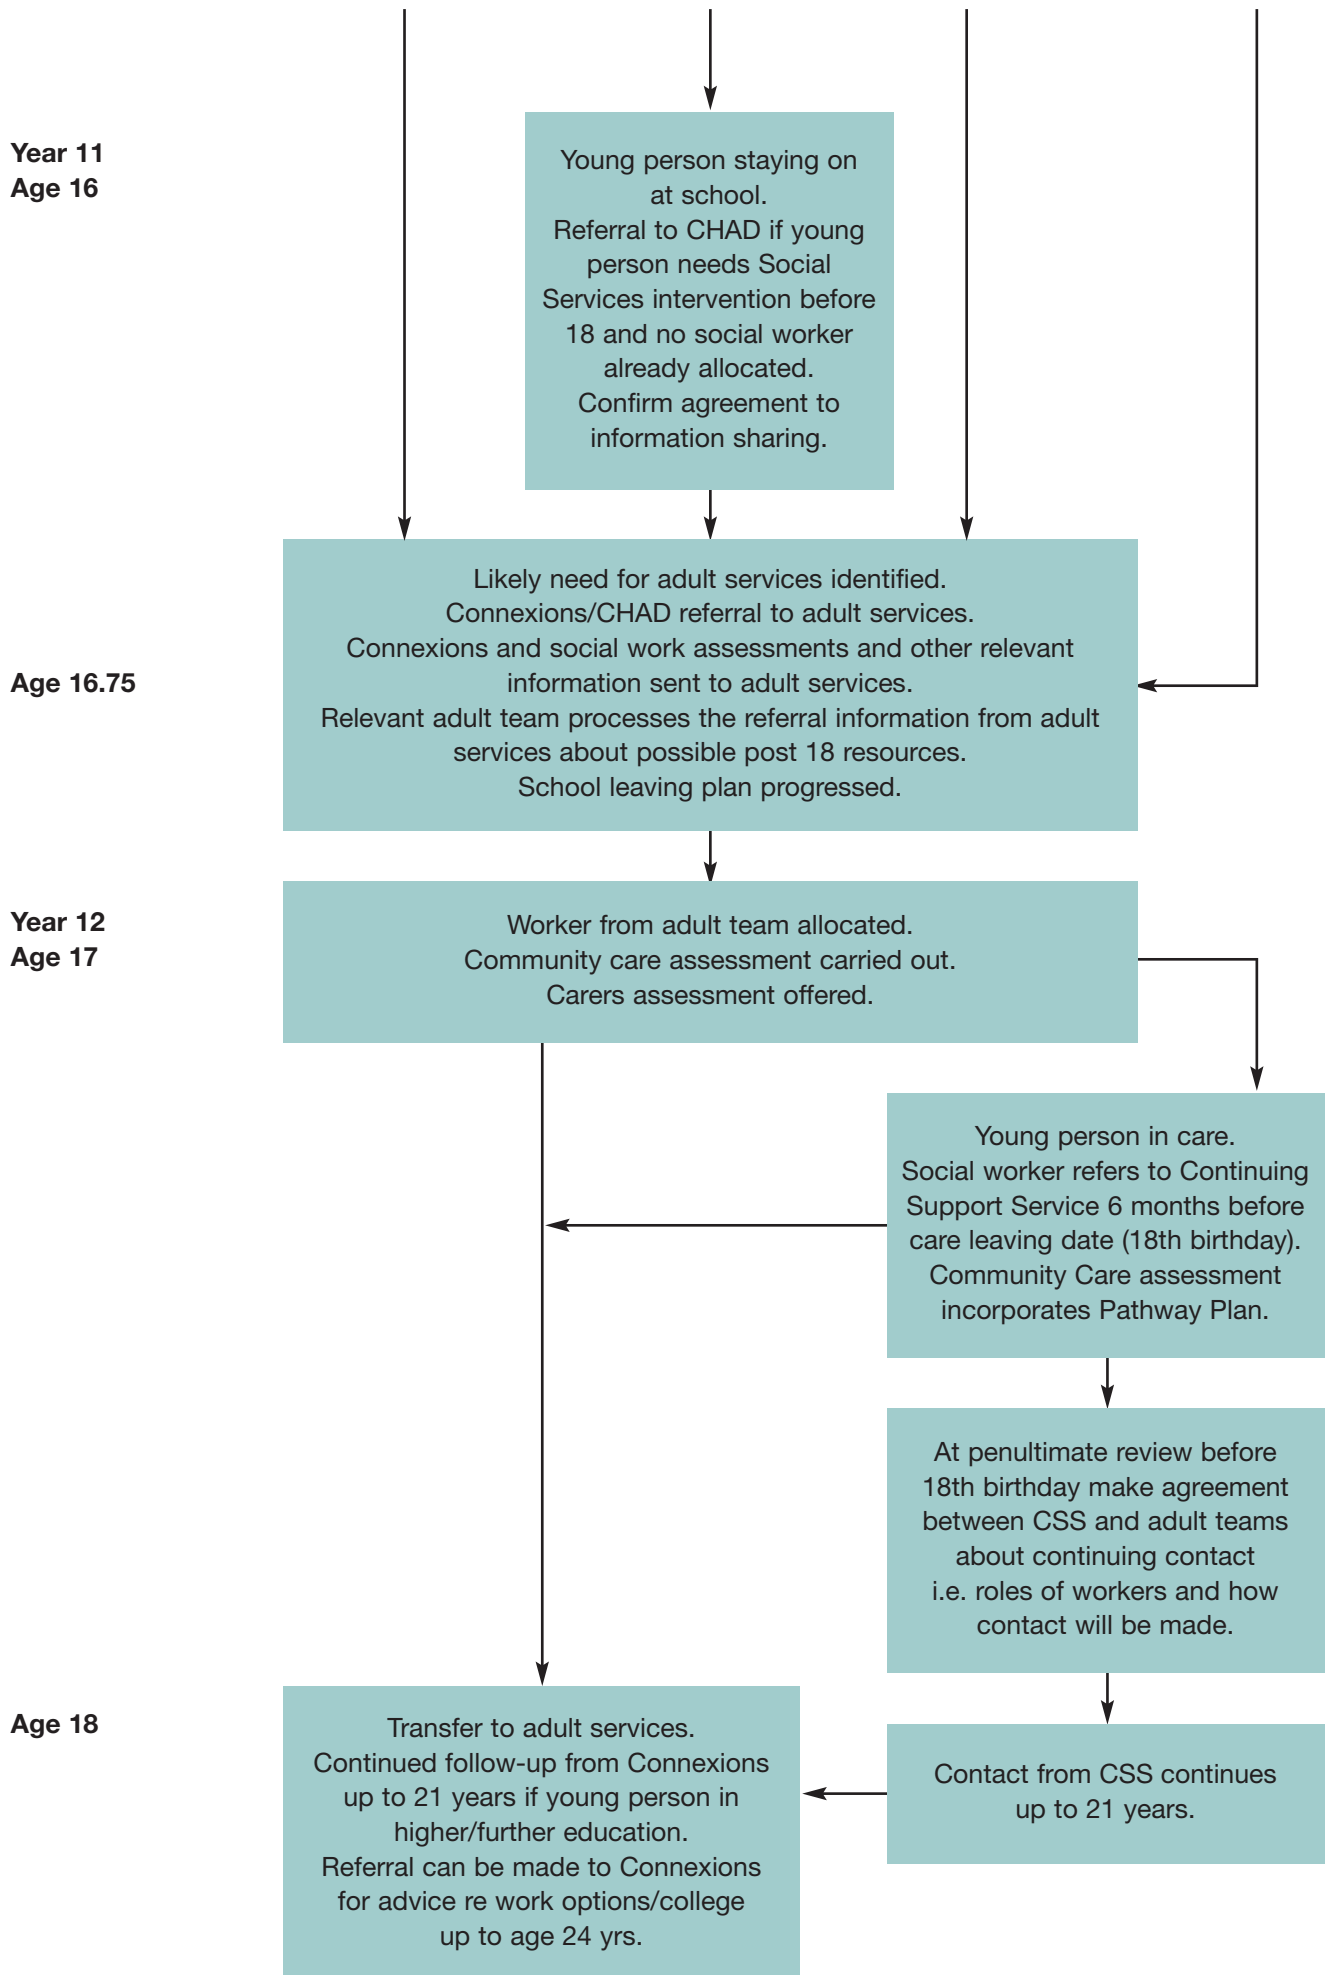 Year 11
Age 16
Young person staying on
at school.
Referral to CHAD if young
person needs Social
Services intervention before
18 and no social worker
already allocated.
Confirm agreement to
information sharing.
Age 16.75
Likely need for adult services identified.
Connexions/CHAD referral to adult services.
Connexions and social work assessments and other relevant
information sent to adult services.
Relevant adult team processes the referral information from adult
services about possible post 18 resources.
School leaving plan progressed.
Year 12
Age 17
Worker from adult team allocated.
Community care assessment carried out.
Carers assessment offered.
Young person in care.
Social worker refers to Continuing
Support Service 6 months before
care leaving date (18th birthday).
Community Care assessment
incorporates Pathway Plan.
At penultimate review before
18th birthday make agreement
between CSS and adult teams
about continuing contact
i.e. roles of workers and how
contact will be made.
Age 18
Transfer to adult services.
Continued follow-up from Connexions
up to 21 years if young person in
higher/further education.
Referral can be made to Connexions
for advice re work options/college
up to age 24 yrs.
Contact from CSS continues
up to 21 years.